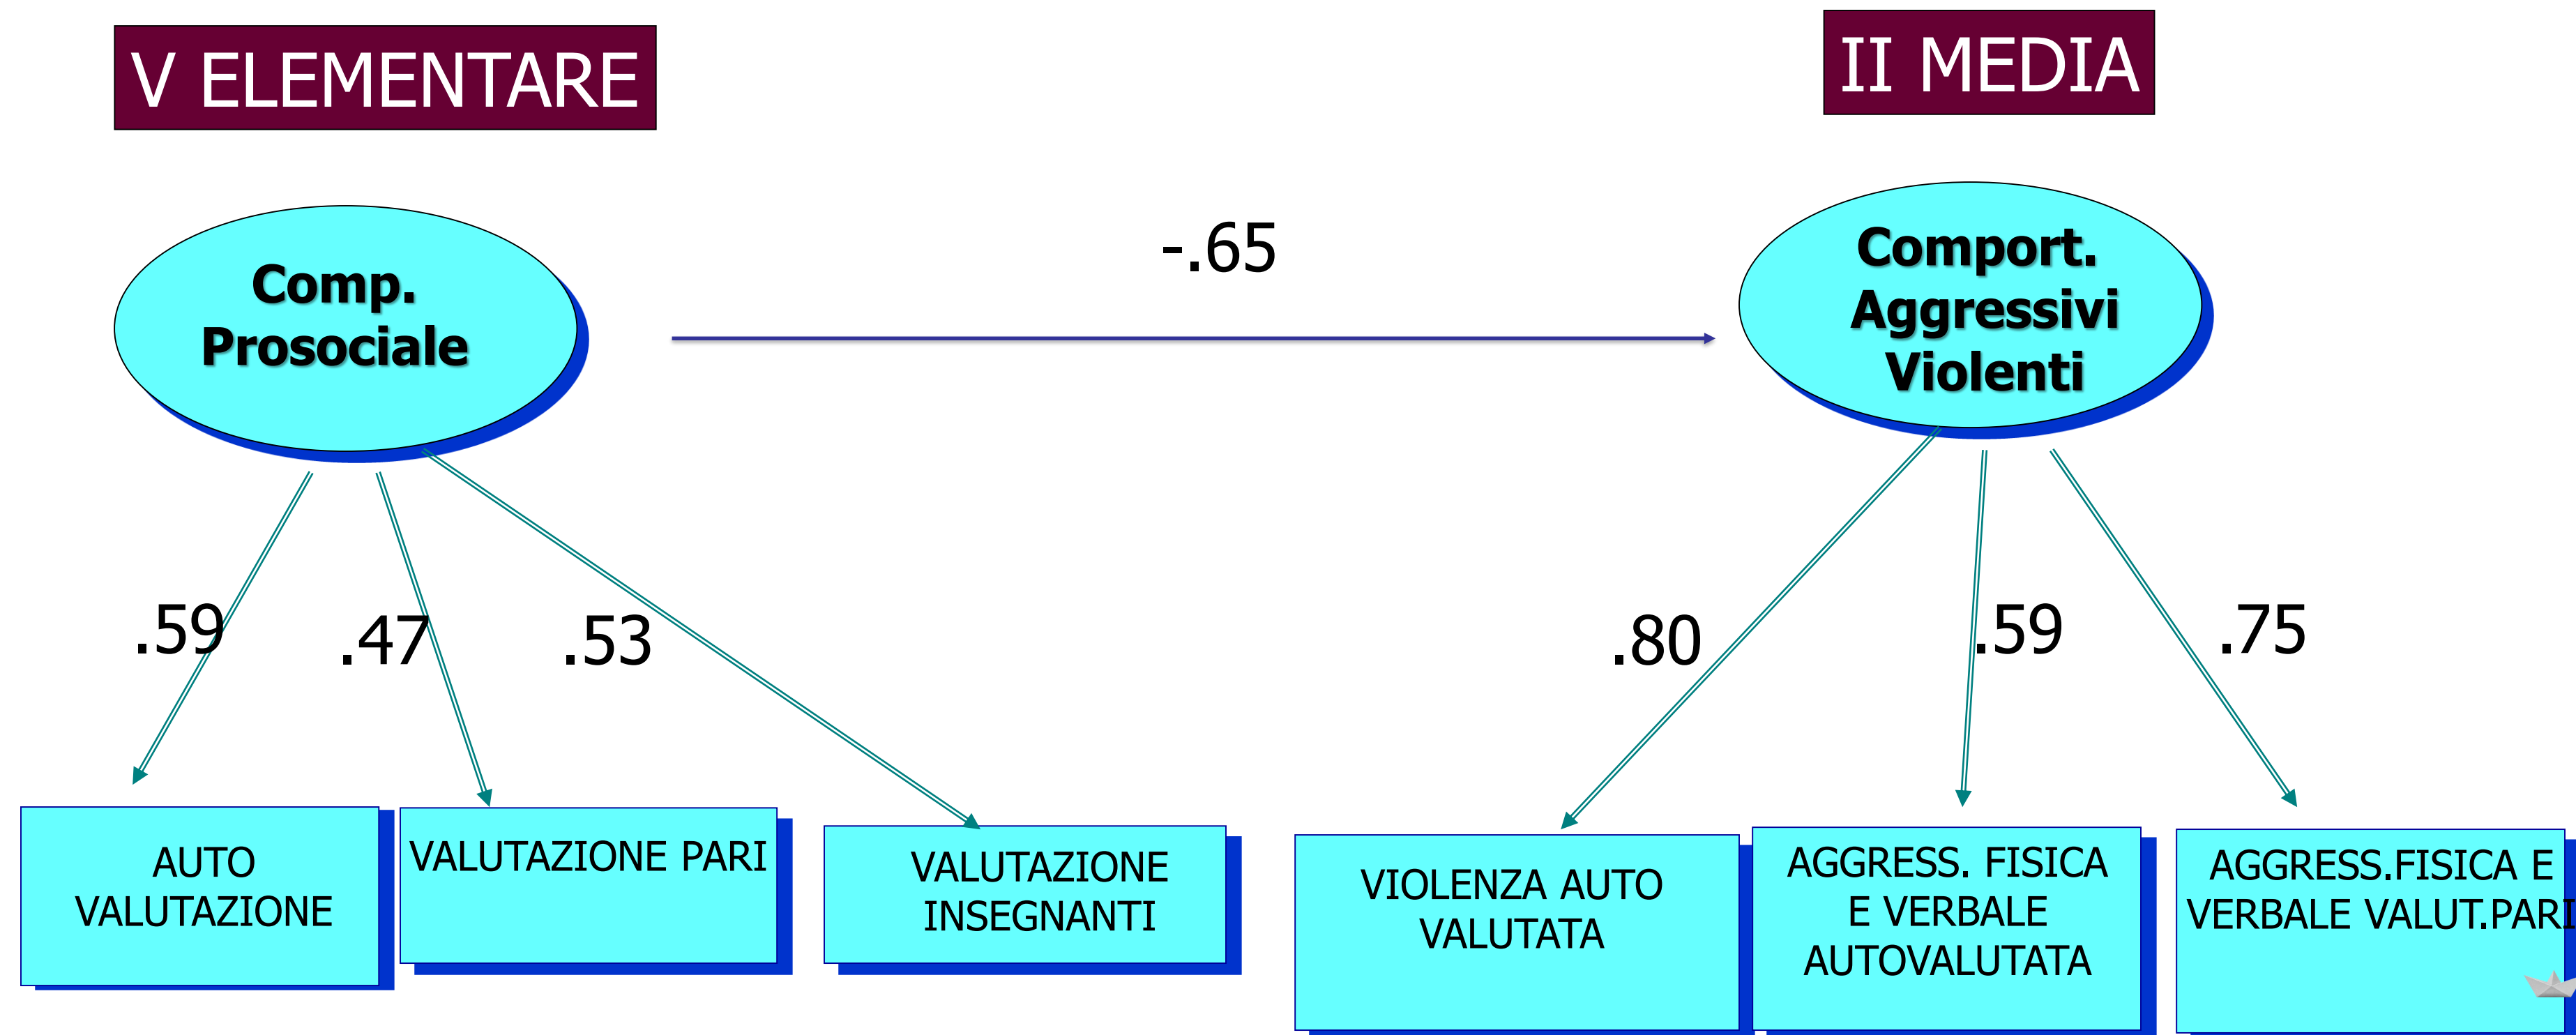 V ELEMENTARE
II MEDIA
Comp.
Prosociale
-.65
Comport.
Aggressivi
Violenti
.59
.47
.53
.80
.59
.75
AUTO
VALUTAZIONE
VALUTAZIONE PARI
VALUTAZIONE
INSEGNANTI
VIOLENZA AUTO
VALUTATA
AGGRESS. FISICA
E VERBALE
AUTOVALUTATA
AGGRESS.FISICA E
VERBALE VALUT.PARI